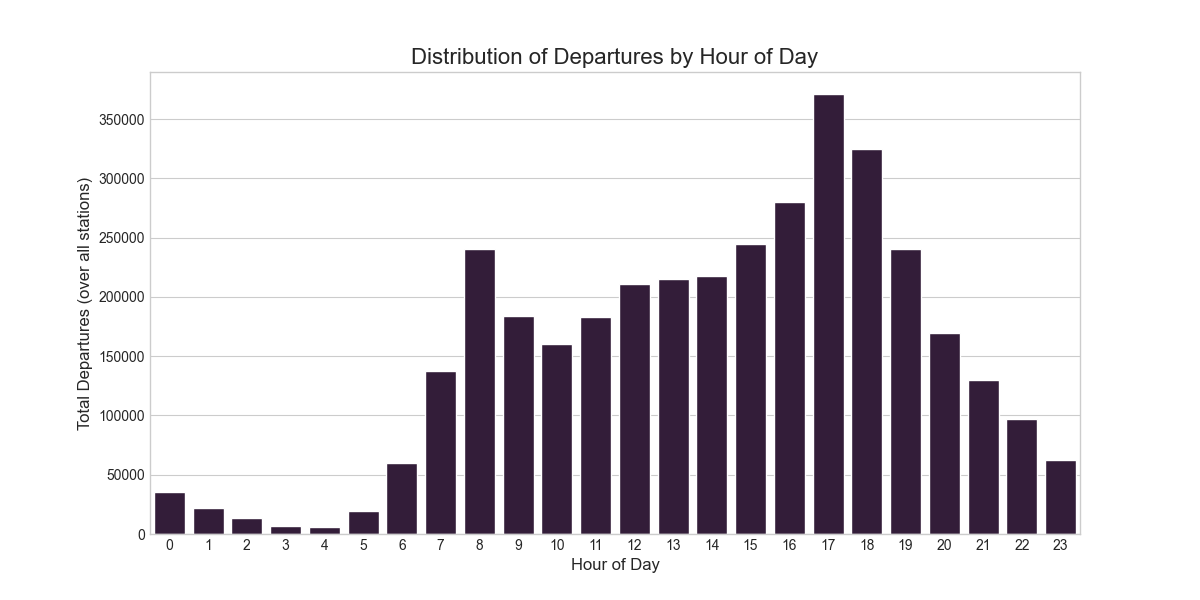 Distribution of Departures by Hour of Day
Total Departures (over all stations)
350000
300000
250000
200000
150000
100000
50000
0
0 1 2 3 4 5 6 7 8 9 10 11 12 13 14 15 16 17 18 19 20 21 22 23
Hour of Day